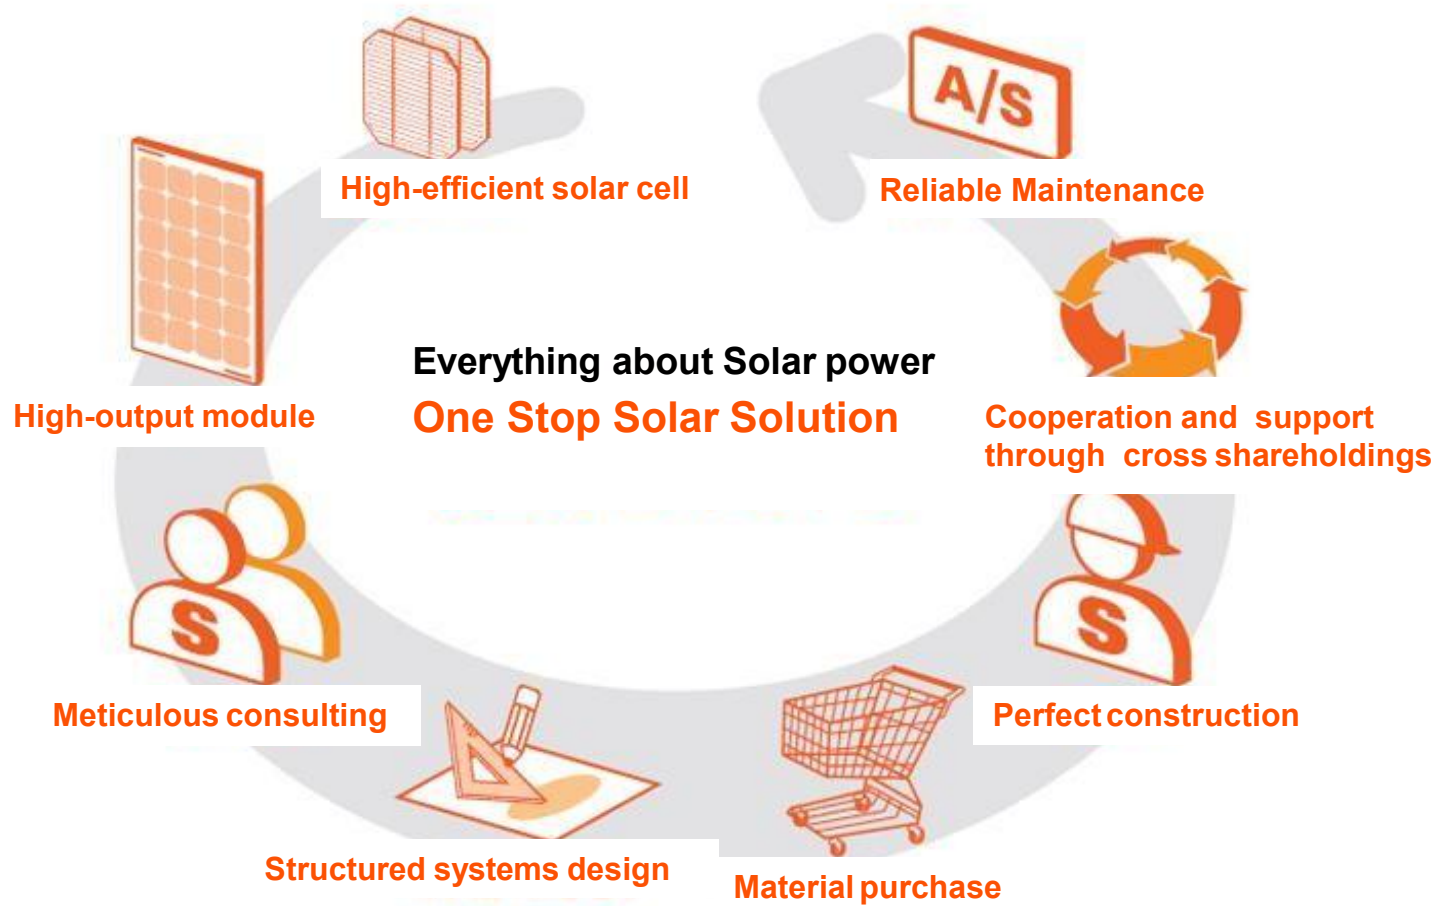 A/S
High-efficient solar cell
Reliable Maintenance
Everything about Solar power
One Stop Solar Solution
High-output module
Cooperation and support
through cross shareholdings
S
S
Meticulous consulting
Perfect construction
Structured systems design
Material purchase